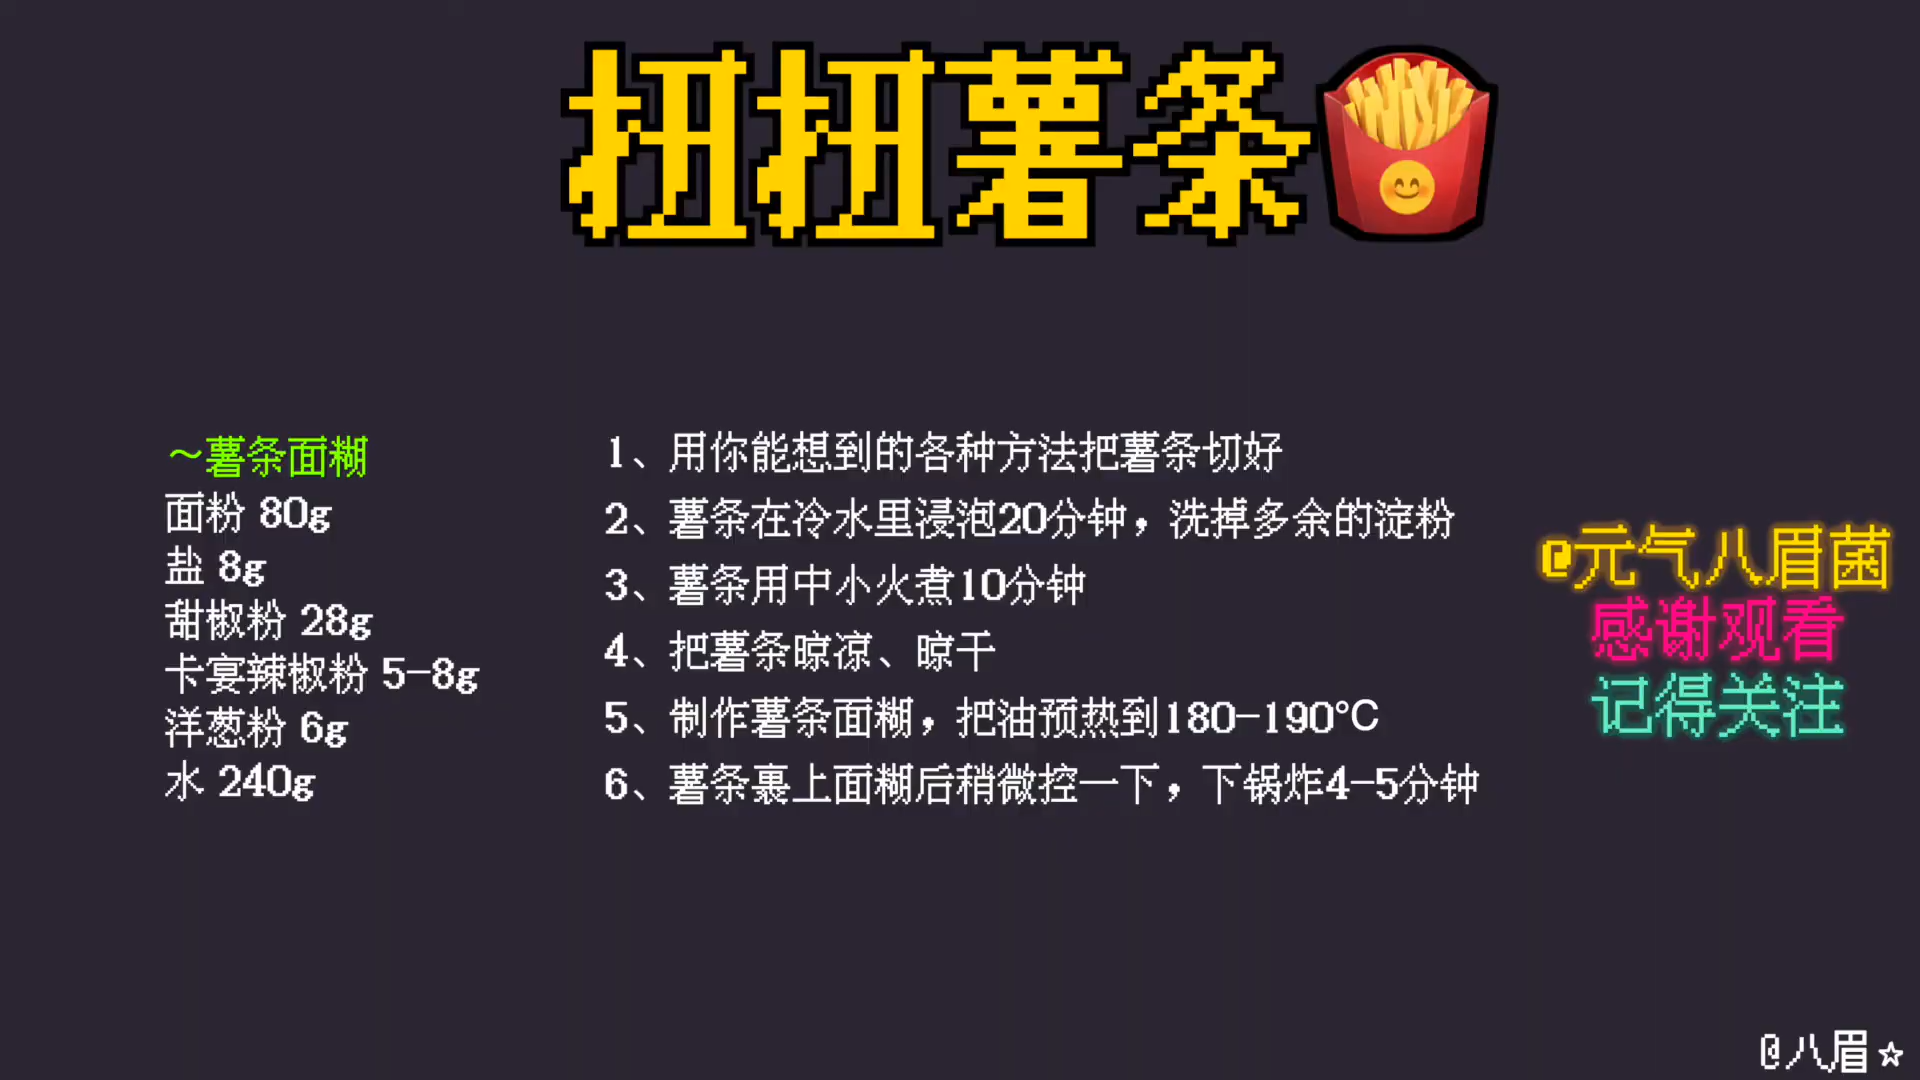 扭扭薯条
～薯条面糊
面粉 80g
盐 8g
甜椒粉 28g
卡宴辣椒粉 5-8g
洋葱粉 6g
水 240g
1、用你能想到的各种方法把薯条切好
2、薯条在冷水里浸泡20分钟，洗掉多余的淀粉
3、薯条用中小火煮10分钟
4、把薯条晾凉、晾干
5、制作薯条面糊，把油预热到180-190℃
6、薯条裹上面糊后稍微控一下，下锅炸4-5分钟
@元气八眉菌
感谢观看
记得关注
@八眉☆